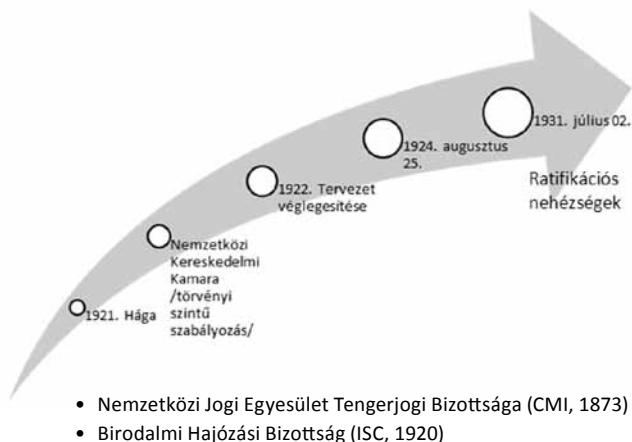 1921. Hága
Nemzetközi
Kereskedelmi
Kamara
/törvényi
szintű
szabályozás/
1922. Tervezet
véglegesítése
1924. augusztus
25.
1931. július 02.
Ratifikációs
nehézségek
• Nemzetközi Jogi Egyesület Tengerjogi Bizottsága (CMI, 1873)
• Birodalmi Hajózási Bizottság (ISC, 1920)